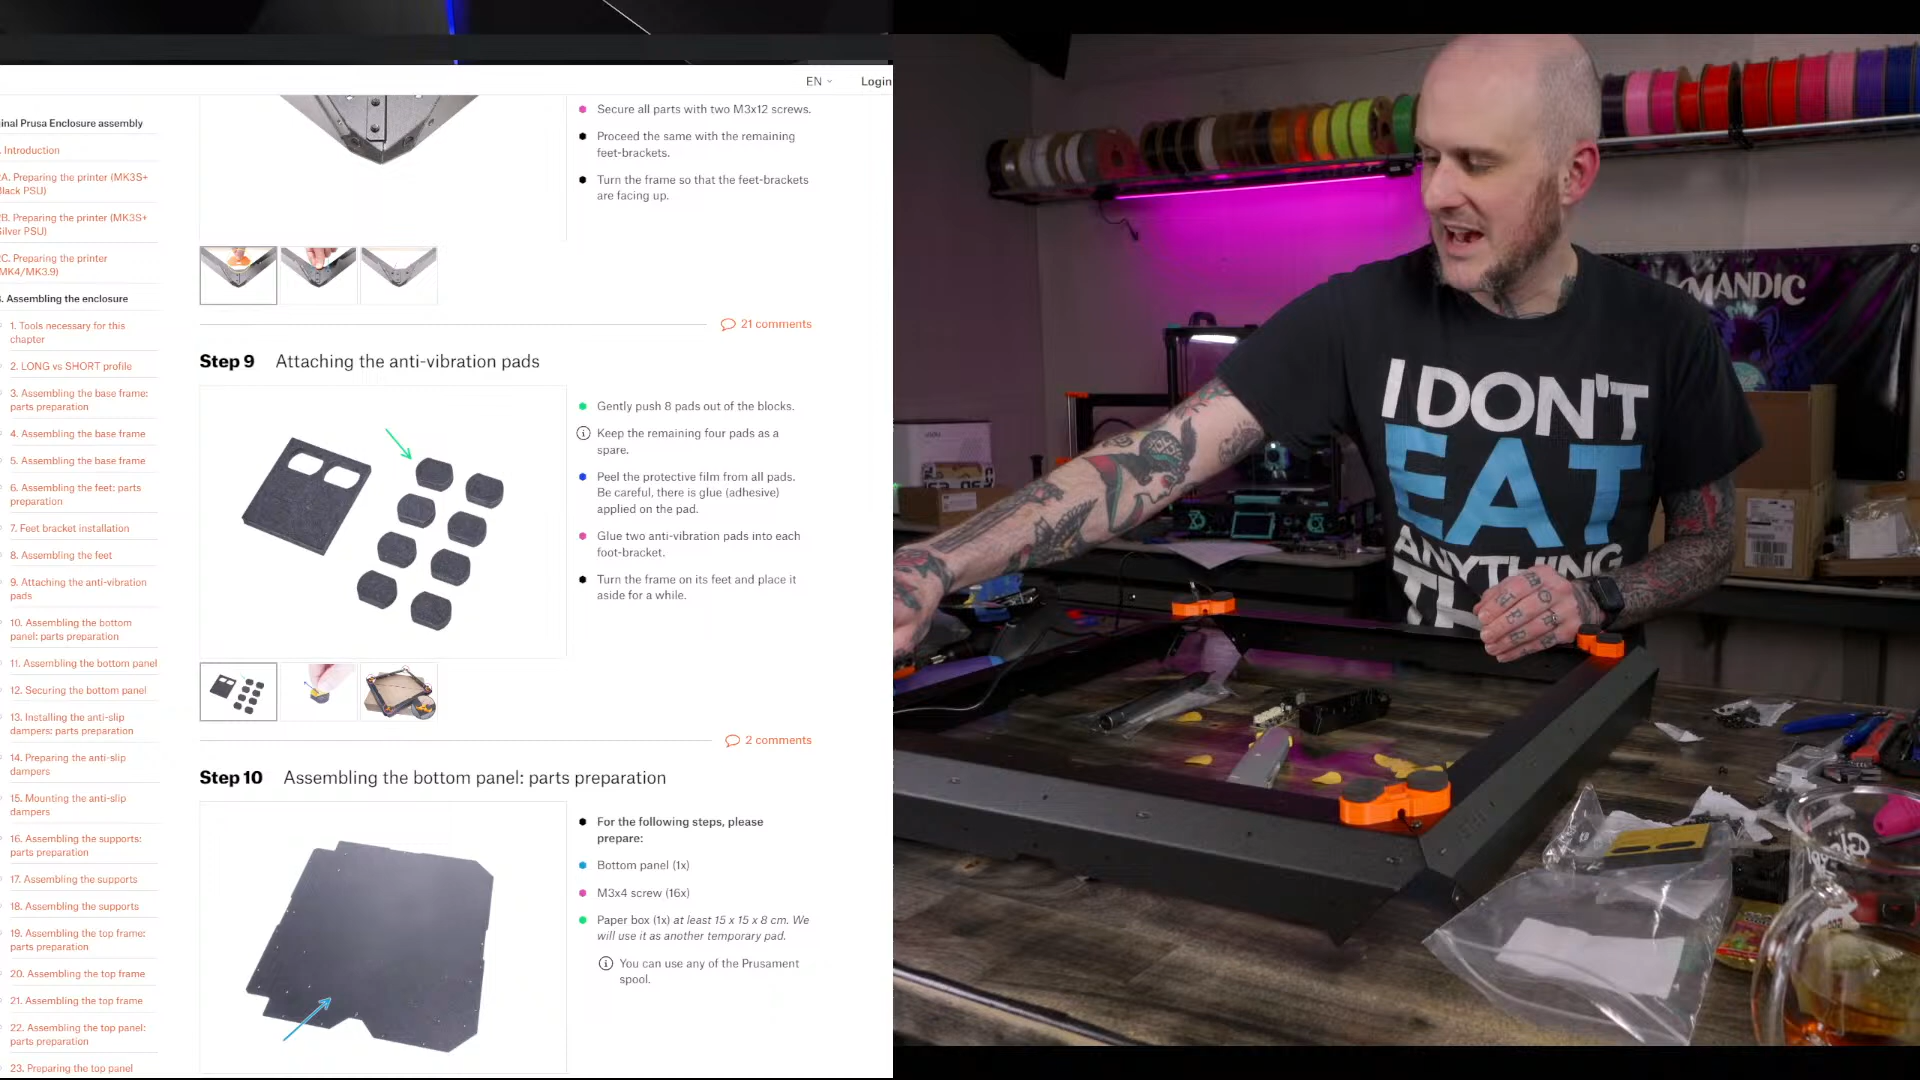 EN
Login
inal Prusa Enclosure assembly
. Introduction
A. Preparing the printer (MK3S+
lack PSU)
B. Preparing the printer (MK3S+
ilver PSU)
C. Preparing the printer
MK4/MK3.9)
. Assembling the enclosure
1. Tools necessary for this
chapter
2. LONG vs SHORT profile
3. Assembling the base frame:
parts preparation
4. Assembling the base frame
5. Assembling the base frame
6. Assembling the feet: parts
preparation
7. Feet bracket installation
8. Assembling the feet
9. Attaching the anti-vibration
pads
10. Assembling the bottom
panel: parts preparation
11. Assembling the bottom panel
12. Securing the bottom panel
13. Installing the anti-slip
dampers: parts preparation
14. Preparing the anti-slip
dampers
15. Mounting the anti-slip
dampers
16. Assembling the supports:
parts preparation
17. Assembling the supports
18. Assembling the supports
19. Assembling the top frame:
parts preparation
20. Assembling the top frame
21. Assembling the top frame
22. Assembling the top panel:
parts preparation
23. Preparing the top panel
Secure all parts with two M3x12 screws.
Proceed the same with the remaining
feet-brackets.
Turn the frame so that the feet-brackets
are facing up.
21 comments
Step 9 Attaching the anti-vibration pads
Gently push 8 pads out of the blocks.
Keep the remaining four pads as a
spare.
Peel the protective film from all pads.
Be careful, there is glue (adhesive)
applied on the pad.
Glue two anti-vibration pads into each
foot-bracket.
Turn the frame on its feet and place it
aside for a while.
2 comments
Step 10 Assembling the bottom panel: parts preparation
For the following steps, please
prepare:
Bottom panel (1x)
M3x4 screw (16x)
Paper box (1x) at least 15 x 15 x 8 cm. We
will use it as another temporary pad.
You can use any of the Prusament
spool.
MANDIC
I DON'T
EAT
ANYTHING